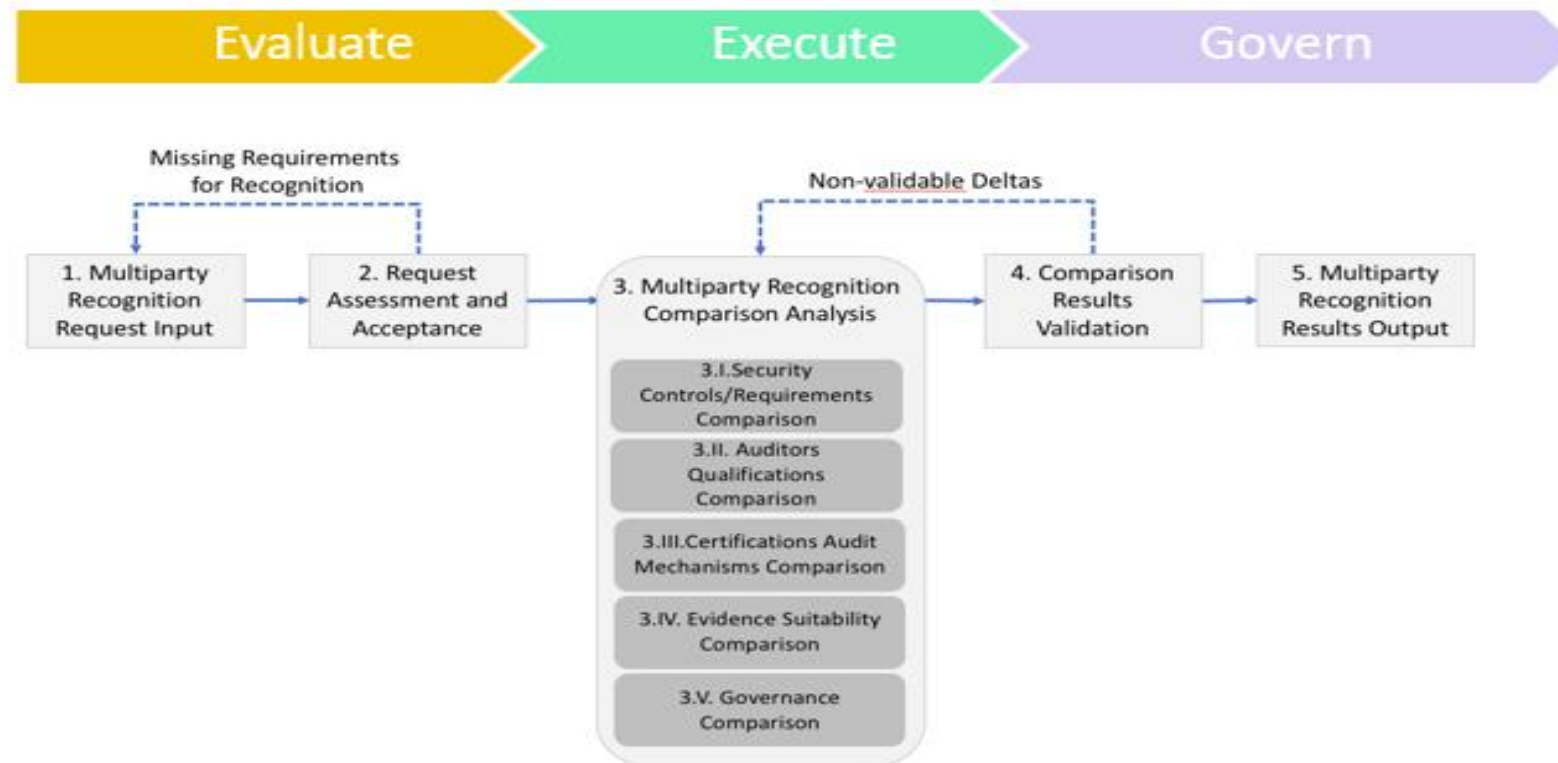 Evaluate
Execute
Govern
Missing Requirements
for Recognition
Non-validable Deltas
1. Multiparty
Recognition
Request Input
2. Request
Assessment and
Acceptance
3. Multiparty Recognition
Comparison Analysis
3.I.Security
Controls/Requirements
Comparison
3.II. Auditors
Qualifications
Comparison
3.III.Certifications Audit
Mechanisms Comparison
3.IV. Evidence Suitability
Comparison
3.V. Governance
Comparison
4. Comparison
Results
Validation
5. Multiparty
Recognition
Results Output